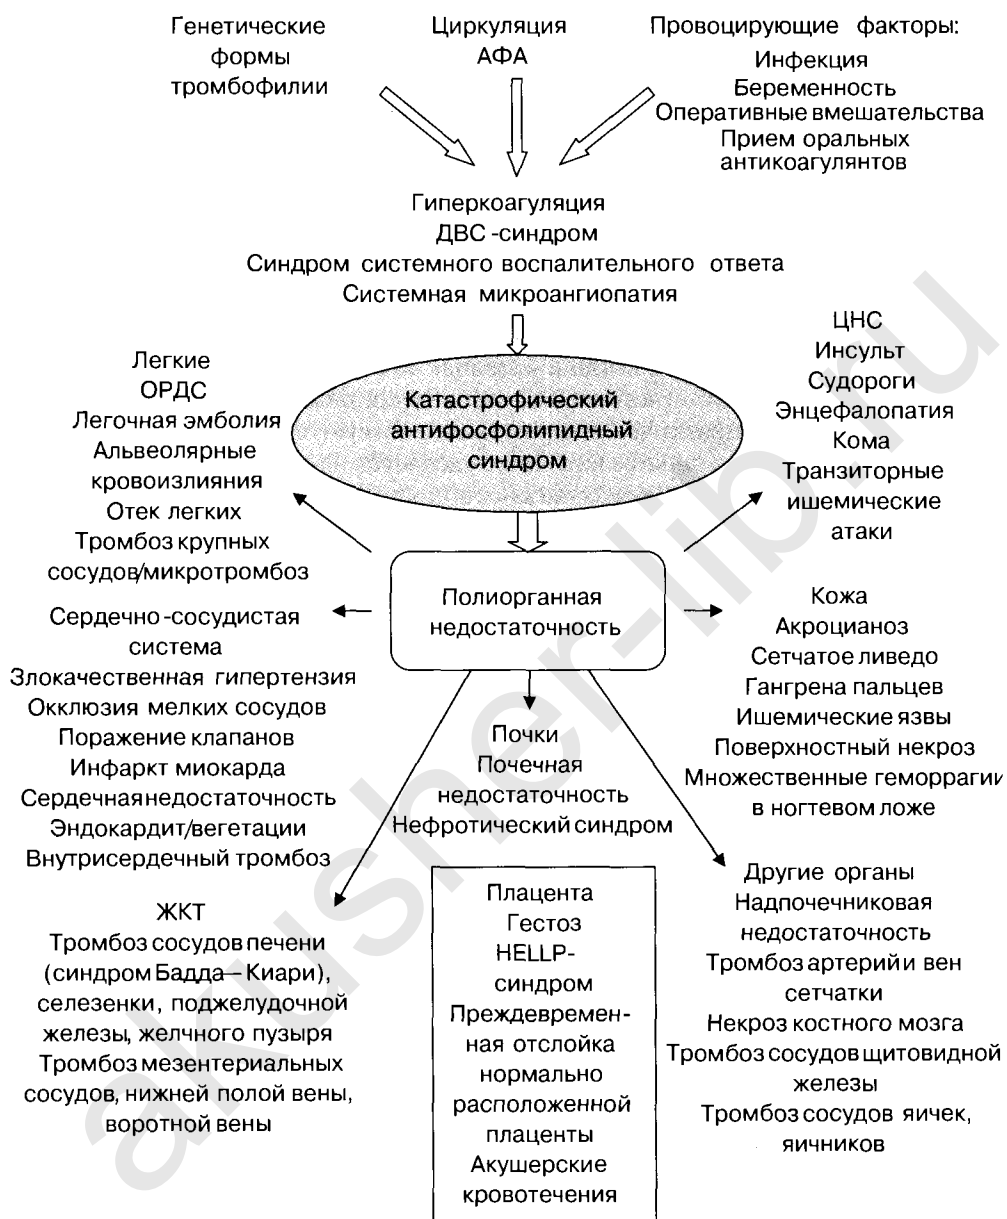 Генетические
формы
тромбофилии
Циркуляция
АФА
Провоцирующие факторы:
Инфекция
Беременность
Оперативные вмешательства
Прием оральных
антикоагулянтов
Гиперкоагуляция
ДВС -синдром
Синдром системного воспалительного ответа
Системная микроангиопатия
Катастрофический
антифосфолипидный
синдром
Легкие
ОРДС
Легочная эмболия
Альвеолярные
кровоизлияния
Отек легких
Тромбоз крупных
сосудов/микротромбоз
ЦНС
Инсульт
Судороги
Энцефалопатия
Кома
Транзиторные
ишемические
атаки
Полиорганная
недостаточность
Сердечно-сосудистая
система
Злокачественная гипертензия
Окклюзия мелких сосудов
Поражение клапанов
Инфаркт миокарда
Сердечная недостаточность
Эндокардит/вегетации
Внутрисердечный тромбоз
Кожа
Акроцианоз
Сетчатое ливедо
Гангрена пальцев
Ишемические язвы
Поверхностный некроз
Множественные геморрагии
в ногтевом ложе
Почки
Почечная
недостаточность
Нефротический синдром
ЖКТ
Тромбоз сосудов печени
(синдром Бадда—Киари),
селезенки, поджелудочной
железы, желчного пузыря
Тромбоз мезентериальных
сосудов, нижней полой вены,
воротной вены
Плацента
Гестоз
HELLP-
синдром
Преждевремен-
ная отслойка
нормально
расположенной
плаценты
Акушерские
кровотечения
Другие органы
Надпочечниковая
недостаточность
Тромбоз артерий и вен
сетчатки
Некроз костного мозга
Тромбоз сосудов щитовидной
железы
Тромбоз сосудов яичек,
яичников
akusher-lib.ru